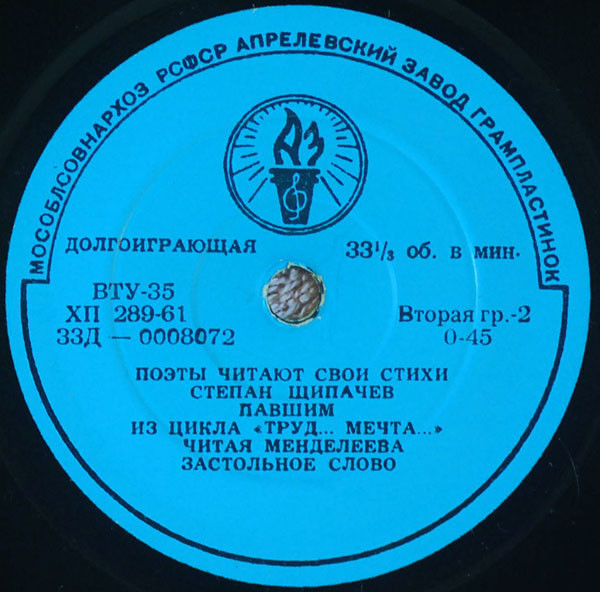 МОСОБЛСОВНАРХОЗ РСФСР АПРЕЛЕВСКИЙ ЗАВОД ГРАМПЛАСТИНОК
АЗ
ДОЛГОИГРАЮЩАЯ
33⅓ об. в мин.
ВТУ-35
ХП 289-61
33Д — 0008072
Вторая гр.-2
0-45
ПОЭТЫ ЧИТАЮТ СВОИ СТИХИ
СТЕПАН ЩИПАЧЕВ
ПАВШИМ
ИЗ ЦИКЛА «ТРУД... МЕЧТА...»
ЧИТАЯ МЕНДЕЛЕЕВА
ЗАСТОЛЬНОЕ СЛОВО